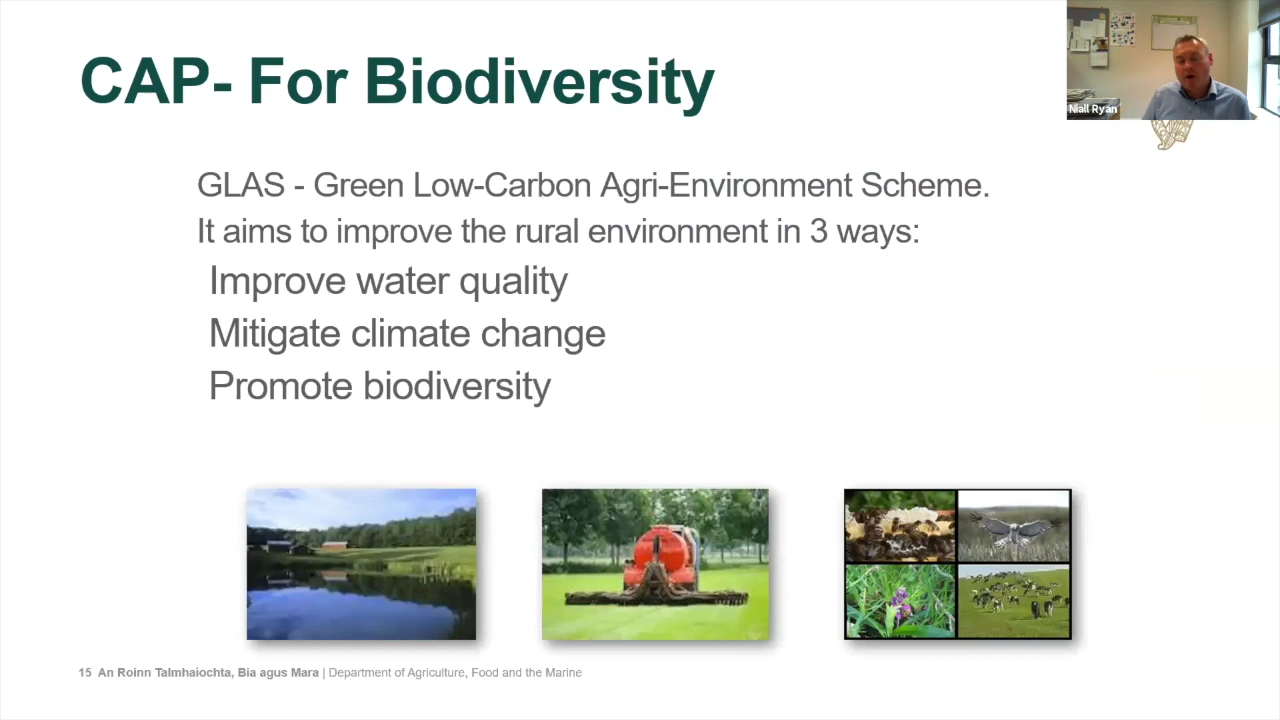 CAP- For Biodiversity
Niall Ryan
GLAS - Green Low-Carbon Agri-Environment Scheme.
It aims to improve the rural environment in 3 ways:
Improve water quality
Mitigate climate change
Promote biodiversity
15 An Roinn Talmhaíochta, Bia agus Mara | Department of Agriculture, Food and the Marine